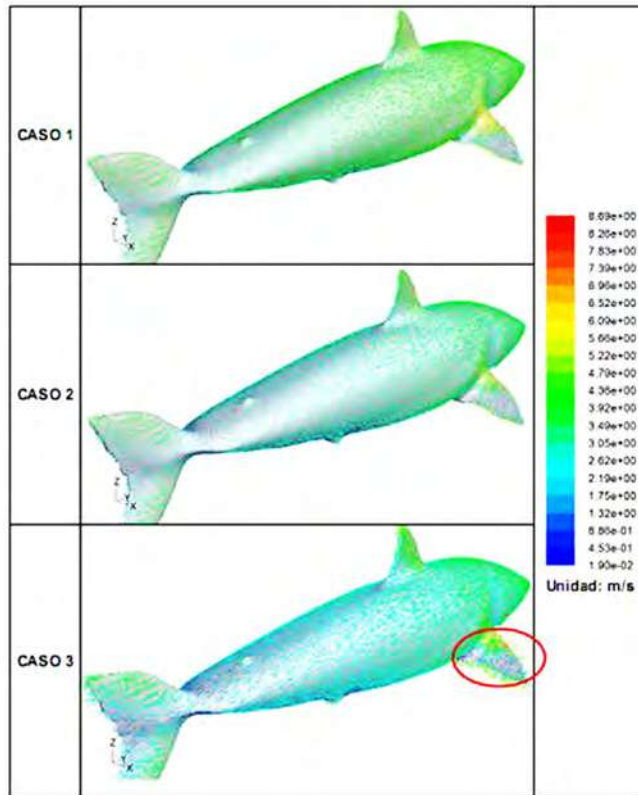 CASO 1
Z
Y
X
CASO 2
Z
Y
X
CASO 3
Z
Y
X
8.69e+00
8.26e+00
7.83e+00
7.39e+00
6.96e+00
6.52e+00
6.09e+00
5.66e+00
5.22e+00
4.79e+00
4.36e+00
3.92e+00
3.49e+00
3.05e+00
2.62e+00
2.19e+00
1.75e+00
1.32e+00
8.86e-01
4.53e-01
1.90e-02
Unidad: m/s